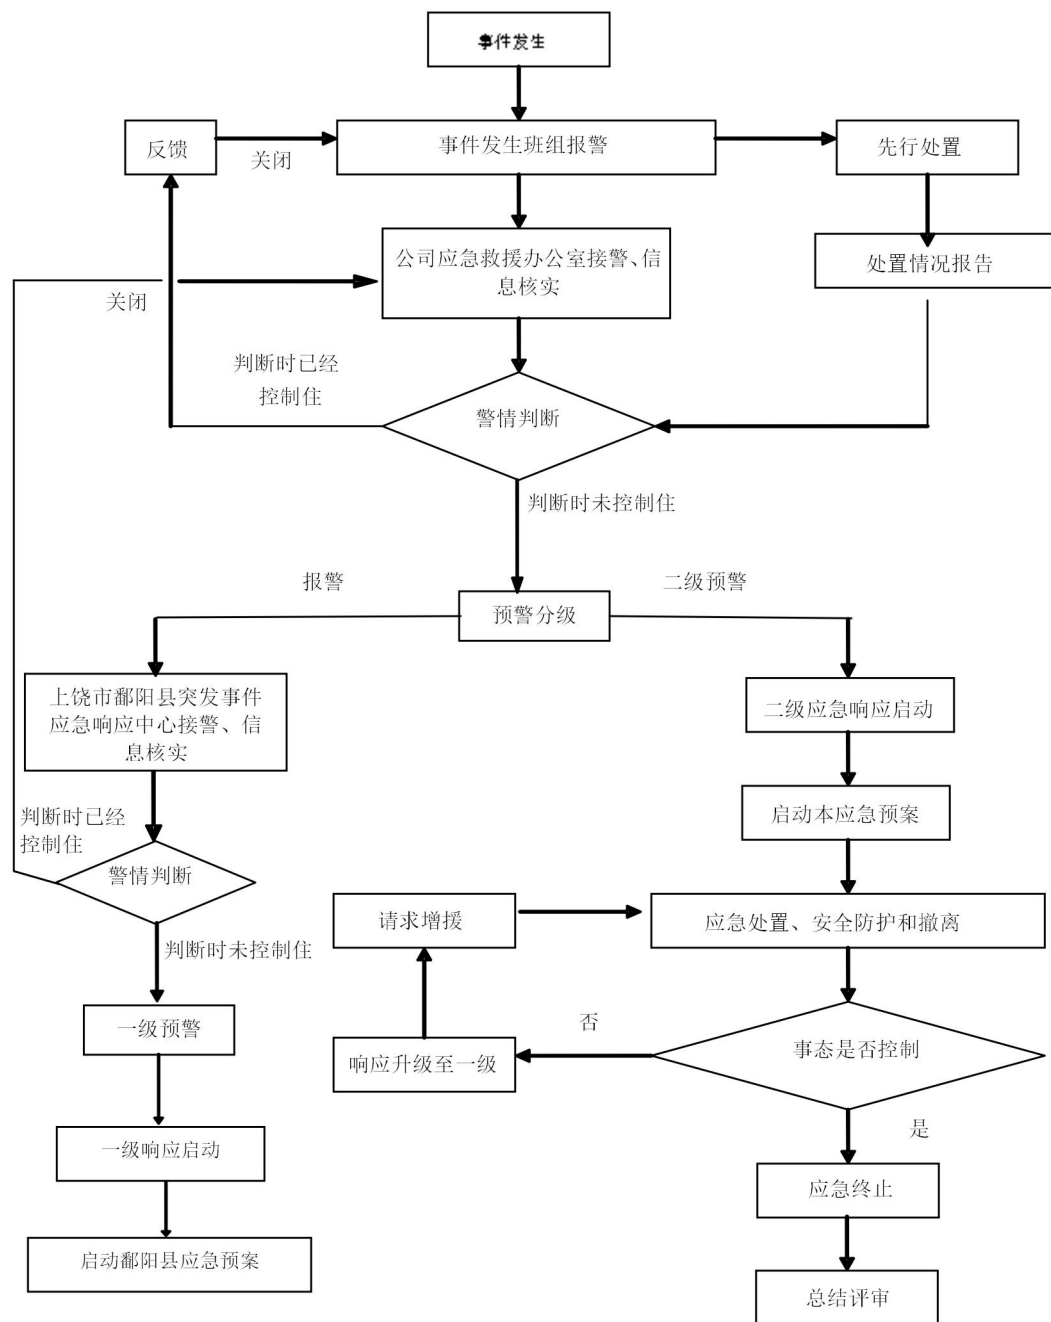 事件发生
反馈
关闭
事件发生班组报警
先行处置
公司应急救援办公室接警、信
息核实
处置情况报告
关闭
判断时已经
控制住
警情判断
判断时未控制住
报警
二级预警
预警分级
上饶市鄱阳县突发事件
应急响应中心接警、信
息核实
二级应急响应启动
判断时已经
控制住
启动本应急预案
警情判断
请求增援
应急处置、安全防护和撤离
判断时未控制住
一级预警
否
响应升级至一级
事态是否控制
一级响应启动
是
应急终止
启动鄱阳县应急预案
总结评审